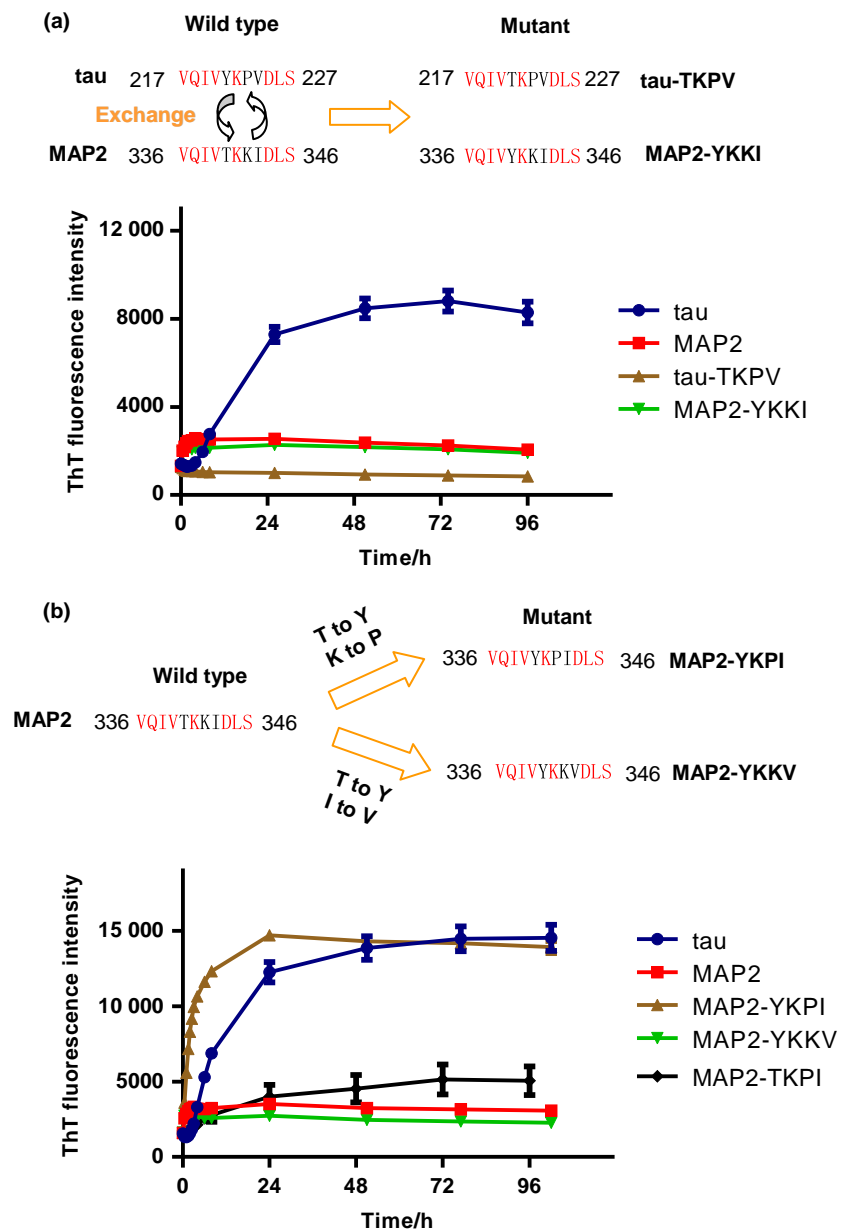 (a)
Wild type
Mutant
tau 217 VQIVYKPVDLS 227
217 VQIVTKPVDLS 227 tau-TKPV
Exchange
MAP2 336 VQIVTKKIDLS 346
336 VQIVYKKIDLS 346 MAP2-YKKI
ThT fluorescence intensity
12 000
8000
4000
0
0 24 48 72 96
Time/h
tau
MAP2
tau-TKPV
MAP2-YKKI
(b)
Mutant
T to Y
K to P
336 VQIVYKPIDLS 346 MAP2-YKPI
Wild type
MAP2 336 VQIVTKKIDLS 346
336 VQIVYKKVDLS 346 MAP2-YKKV
T to Y
I to V
ThT fluorescence intensity
15 000
10 000
5000
0
0 24 48 72 96
Time/h
tau
MAP2
MAP2-YKPI
MAP2-YKKV
MAP2-TKPI